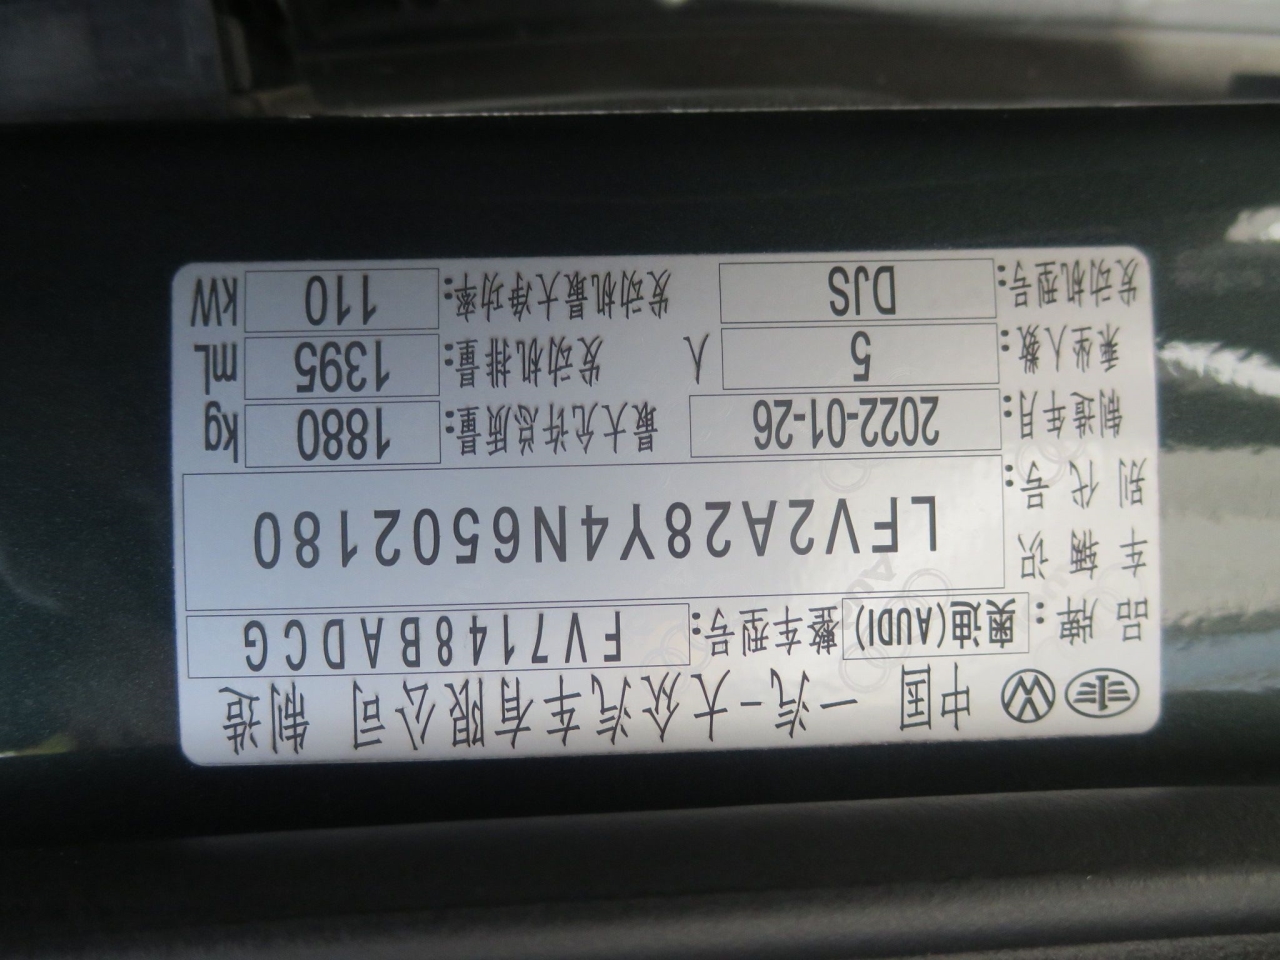 中国 一汽-大众汽车有限公司 制造
品牌: 奥迪(AUDI) 整车型号: FV7148BADCG
车辆识别代号: LFV2A28Y4N6502180
制造年月: 2022-01-26 最大允许总质量: 1880 kg
乘坐人数: 5 人 发动机排量: 1395 mL
发动机型号: DJS 发动机最大净功率: 110 kW